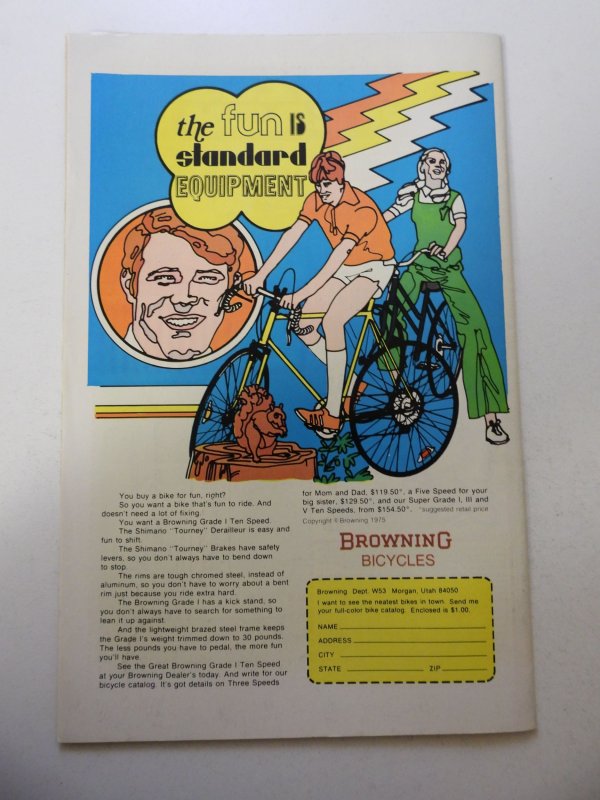 the fun IS
standard
EQUIPMENT
You buy a bike for fun, right?
So you want a bike that's fun to ride. And
doesn't need a lot of fixing.
You want a Browning Grade I Ten Speed.
The Shimano "Tourney" Derailleur is easy and
fun to shift.
The Shimano "Tourney" Brakes have safety
levers, so you don't always have to bend down
to stop.
The rims are tough chromed steel, instead of
aluminum, so you don't have to worry about a bent
rim just because you ride extra hard.
The Browning Grade I has a kick stand, so
you don't always have to search for something to
lean it up against.
And the lightweight brazed steel frame keeps
the Grade I's weight trimmed down to 30 pounds.
The less pounds you have to pedal, the more fun
you'll have.
See the Great Browning Grade I Ten Speed
at your Browning Dealer's today. And write for our
bicycle catalog. It's got details on Three Speeds
for Mom and Dad, $119.50*, a Five Speed for your
big sister, $129.50*, and our Super Grade I, III and
V Ten Speeds, from $154.50*. *suggested retail price
Copyright © Browning 1975
BROWNING
BICYCLES
Browning Dept. W53 Morgan, Utah 84050
I want to see the neatest bikes in town. Send me
your full-color bike catalog. Enclosed is $1.00.
NAME
ADDRESS
CITY
STATE ZIP